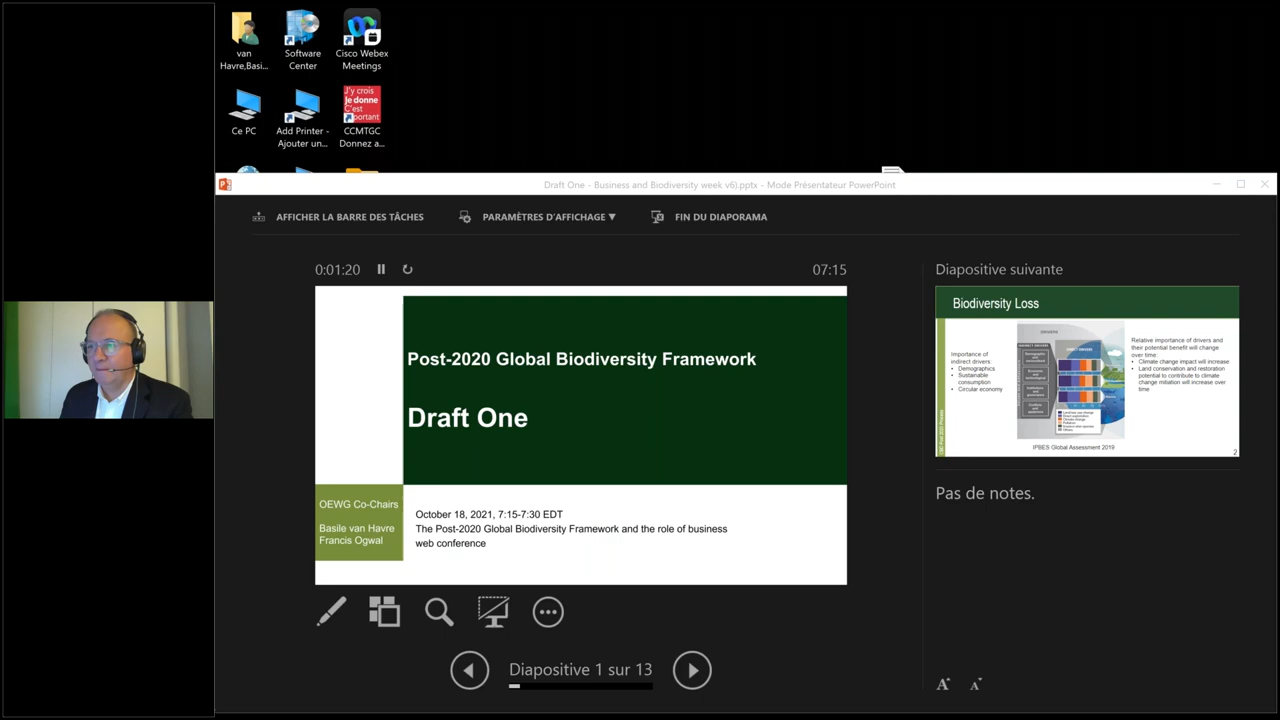 van
Havre,Basi...
Software
Center
Cisco Webex
Meetings
Ce PC
Add Printer -
Ajouter un...
J'y crois
je donne
C'est
important
CCMTGC
Donnez a...
Draft One - Business and Biodiversity week v6).pptx - Mode Présentateur PowerPoint
AFFICHER LA BARRE DES TÂCHES
PARAMÈTRES D'AFFICHAGE ▼
FIN DU DIAPORAMA
0:01:20
07:15
Post-2020 Global Biodiversity Framework
Draft One
OEWG Co-Chairs
Basile van Havre
Francis Ogwal
October 18, 2021, 7:15-7:30 EDT
The Post-2020 Global Biodiversity Framework and the role of business
web conference
Diapositive 1 sur 13
Diapositive suivante
Biodiversity Loss
Importance of
indirect drivers:
• Demographics
• Sustainable
consumption
• Circular economy
DRIVERS
Relative importance of drivers and
their potential benefit will change
over time
• Climate change impact will increase
• Land conservation and restoration
potential to contribute to climate
change mitiation will increase over
time
IPBES Global Assessment 2019
2
Pas de notes.
A
A